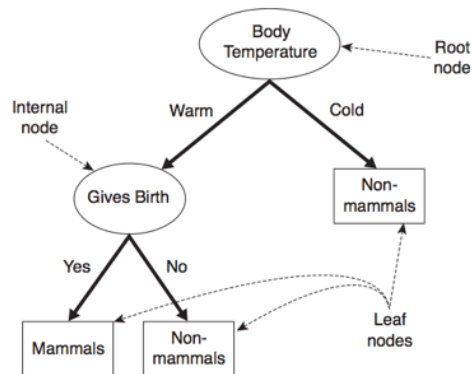 Body
Temperature
Root
node
Internal
node
Warm
Cold
Gives Birth
Non-
mammals
Yes
No
Mammals
Non-
mammals
Leaf
nodes